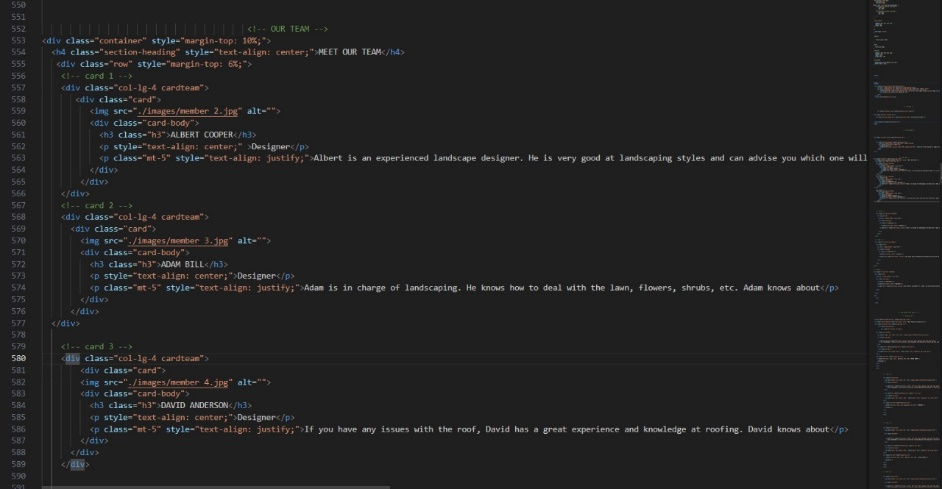 550
551
552 <!-- OUR TEAM -->
553 <div class="container" style="margin-top: 10%;">
554 <h4 class="section-heading" style="text-align: center;">MEET OUR TEAM</h4>
555 <div class="row" style="margin-top: 6%;">
556 <!-- card 1 -->
557 <div class="col-lg-4 cardteam">
558 <div class="card">
559 <img src="./images/member 2.jpg" alt="">
560 <div class="card-body">
561 <h3 class="h3">ALBERT COOPER</h3>
562 <p style="text-align: center;" >Designer</p>
563 <p class="mt-5" style="text-align: justify;">Albert is an experienced landscape designer. He is very good at landscaping styles and can advise you which one will
564 </div>
565 </div>
566 </div>
567 <!-- card 2 -->
568 <div class="col-lg-4 cardteam">
569 <div class="card">
570 <img src="./images/member 3.jpg" alt="">
571 <div class="card-body">
572 <h3 class="h3">ADAM BILL</h3>
573 <p style="text-align: center;">Designer</p>
574 <p class="mt-5" style="text-align: justify;">Adam is in charge of landscaping. He knows how to deal with the lawn, flowers, shrubs, etc. Adam knows about</p>
575 </div>
576 </div>
577 </div>
578
579 <!-- card 3 -->
580 <div class="col-lg-4 cardteam">
581 <div class="card">
582 <img src="./images/member 4.jpg" alt="">
583 <div class="card-body">
584 <h3 class="h3">DAVID ANDERSON</h3>
585 <p style="text-align: center;">Designer</p>
586 <p class="mt-5" style="text-align: justify;">If you have any issues with the roof, David has a great experience and knowledge at roofing. David knows about</p>
587 </div>
588 </div>
589 </div>
590
591